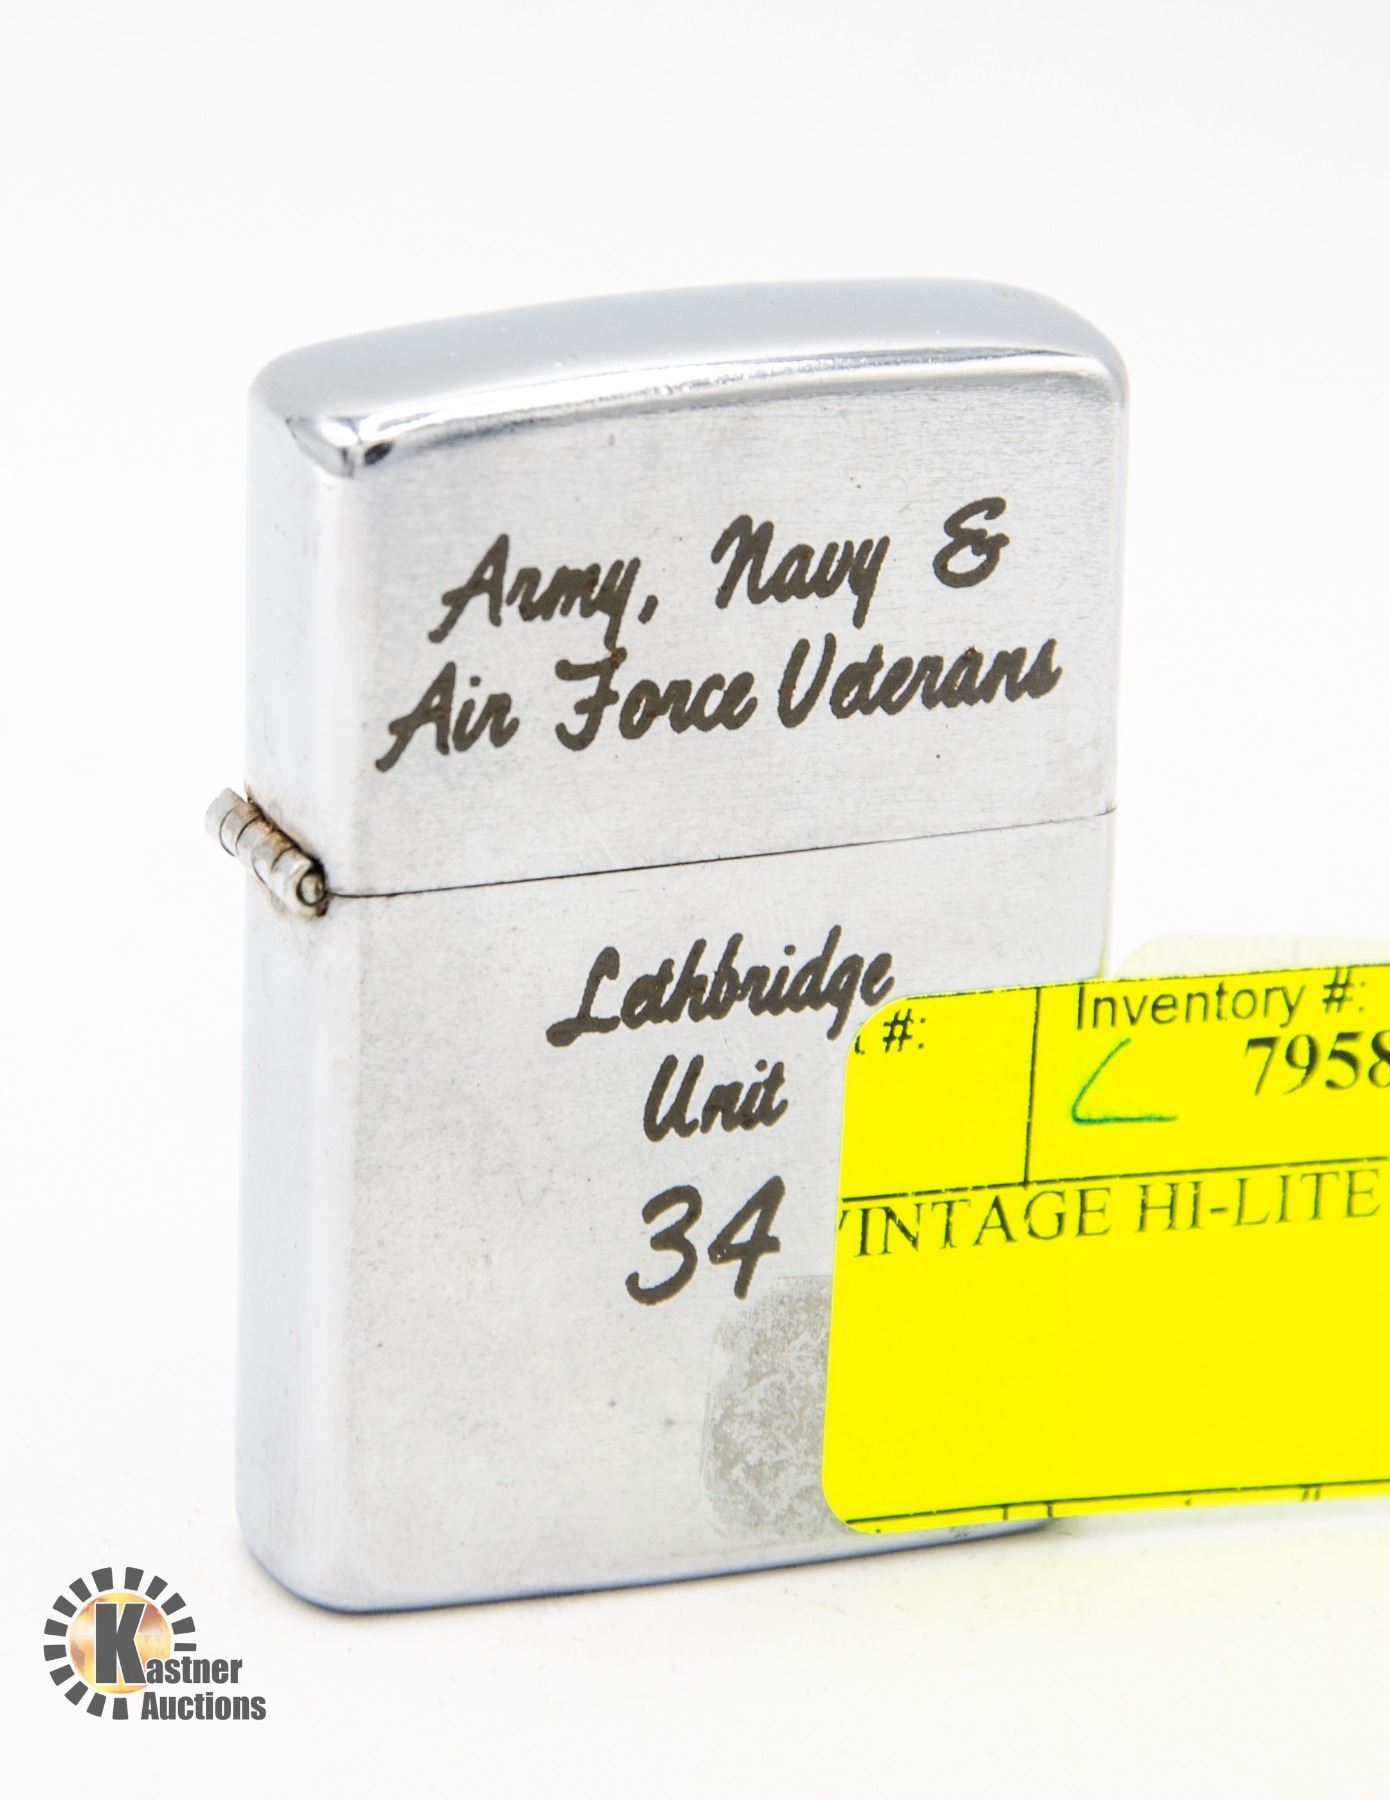 Army, Navy &
Air Force Veterans
Lethbridge
Unit
34
#:
Inventory #:
7958
VINTAGE HI-LITE
Kastner
Auctions